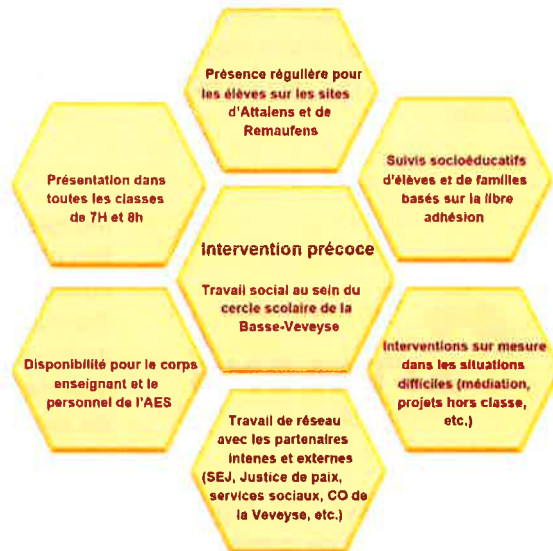 Présence régulière pour
les élèves sur les sites
d'Attalens et de
Remaufens
Présentation dans
toutes les classes
de 7H et 8h
Suivis socioéducatifs
d'élèves et de familles
basés sur la libre
adhésion
Intervention précoce
Travail social au sein du
cercle scolaire de la
Basse-Veveyse
Disponibilité pour le corps
enseignant et le
personnel de l'AES
Interventions sur mesure
dans les situations
difficiles (médiation,
projets hors classe,
etc.)
Travail de réseau
avec les partenaires
intenes et externes
(SEJ, Justice de paix,
services sociaux, CO de
la Veveyse, etc.)